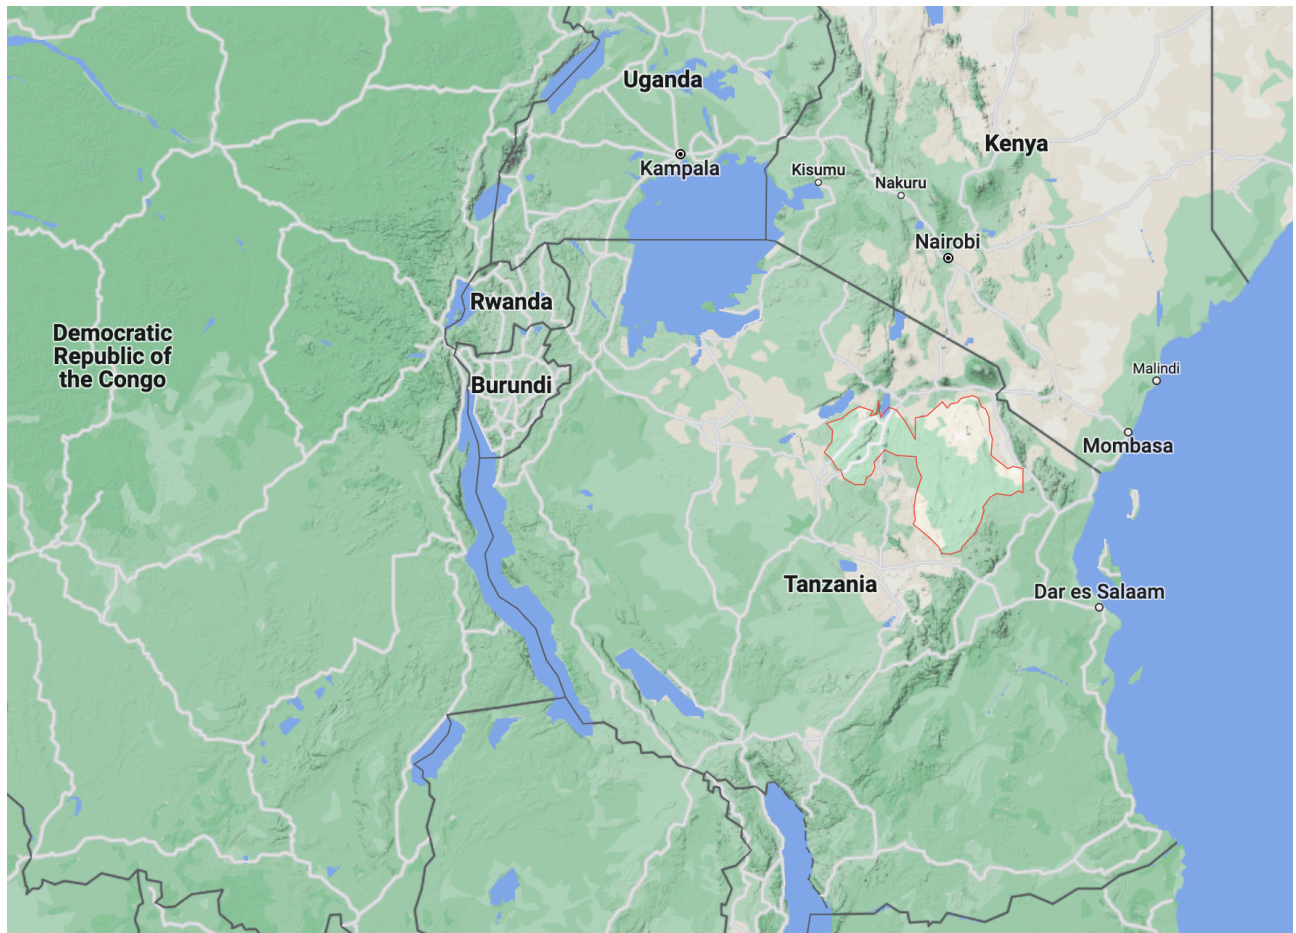 Uganda
Kampala
Kenya
Kisumu
Nakuru
Nairobi
Rwanda
Democratic
Republic of
the Congo
Burundi
Malindi
Mombasa
Tanzania
Dar es Salaam